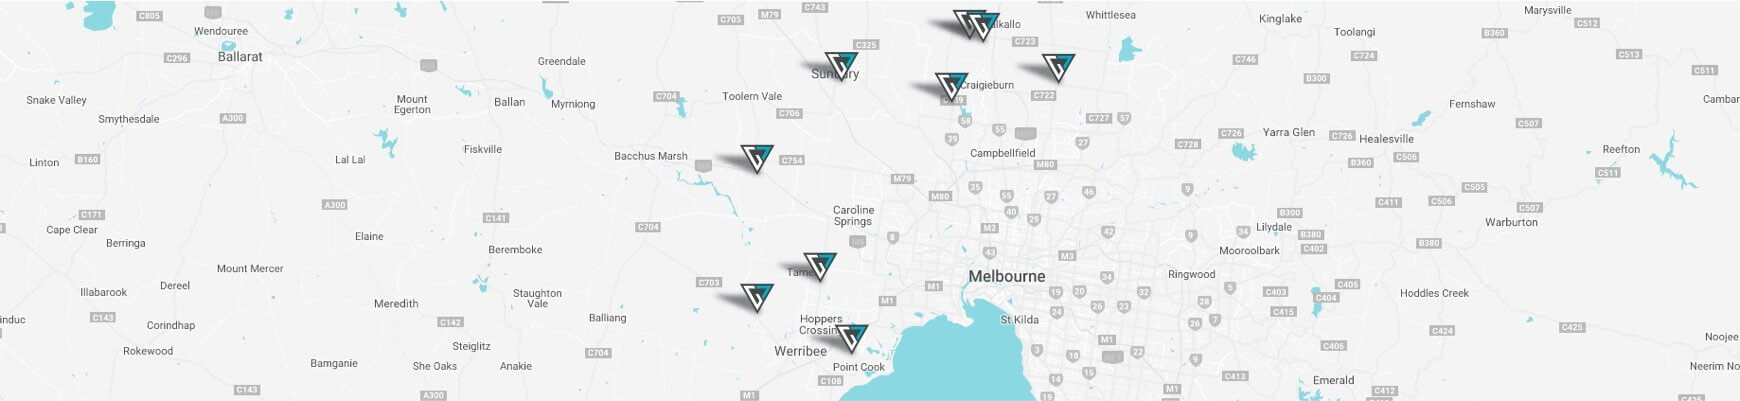 C805
C705
M79
C743
Whittlesea
Kinglake
Marysville
C512
Wendouree
C325
C723
B360
Toolangi
Ballarat
C296
Greendale
Sunbury
C746
C724
C513
B300
C511
Craigieburn
Snake Valley
Mount
Egerton
Ballan
Myrniong
C704
Toolern Vale
C722
Fernshaw
Smythesdale
A300
C706
58
C727
57
C507
55
39
27
C726
Yarra Glen
C726
Healesville
Linton
B160
Lal Lal
Fiskville
Bacchus Marsh
C754
Campbellfield
M80
C728
B360
C506
Reefton
C511
M79
M80
35
55
27
46
9
C505
C171
A300
C141
Caroline
Springs
40
29
B300
C411
C506
C507
Warburton
Cape Clear
Berringa
Elaine
C704
8
M2
42
9
34
Lilydale
B380
C402
B380
Beremboke
43
M3
Mooroolbark
Mount Mercer
Melbourne
34
Ringwood
C703
Dereel
Illabarook
Staughton
Vale
M1
M1
19
20
32
5
C403
C405
C404
Hoddles Creek
Meredith
26
23
28
C415
C143
Corindhap
C142
Balliang
Hoppers
Crossing
St Kilda
24
26
7
C424
C425
Steiglitz
M1
C406
Noojee
Rokewood
Werribee
C704
3
18
22
9
Bamganie
She Oaks
Anakie
Point Cook
C108
15
14
C413
Emerald
C412
Neerim No
C143
A300
M1
19
M1